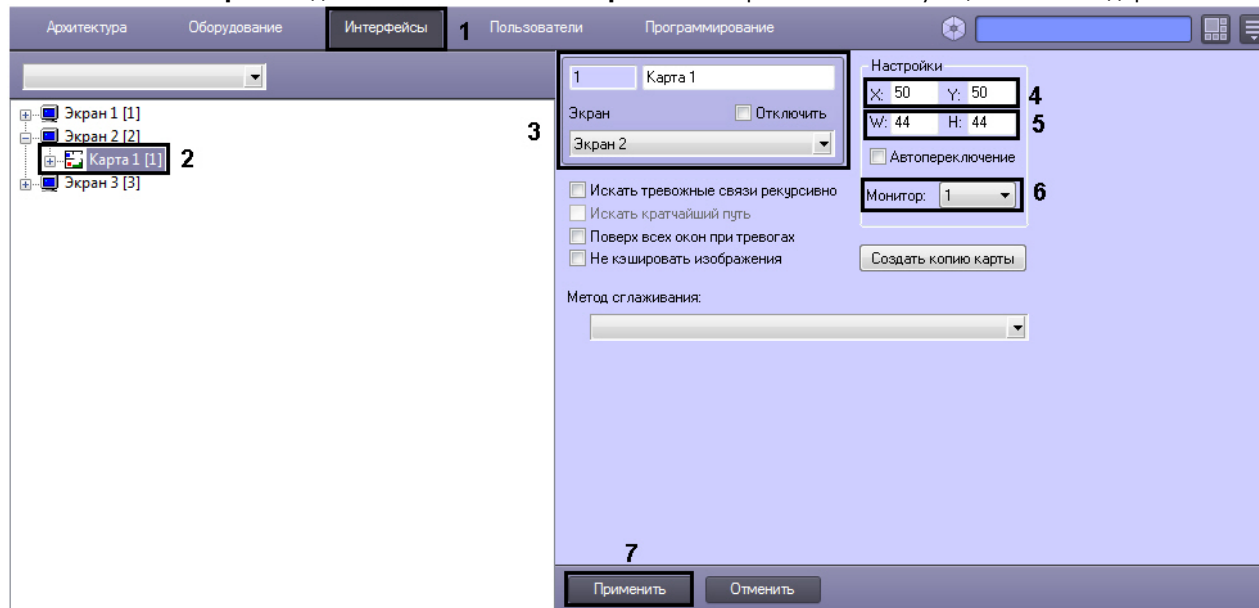 Архитектура Оборудование Интерфейсы 1 Пользователи Программирование
1 Карта 1
Настройки
X: 50 Y: 50 4
Экран 1 [1]
Экран Отключить
W: 44 H: 44 5
3
Экран 2 [2]
Экран 2
Карта 1 [1] 2
Автопереключение
Экран 3 [3]
Искать тревожные связи рекурсивно
Монитор: 1 6
Искать кратчайший путь
Поверх всех окон при тревогах
Не кэшировать изображения
Создать копию карты
Метод сглаживания:
7
Применить Отменить